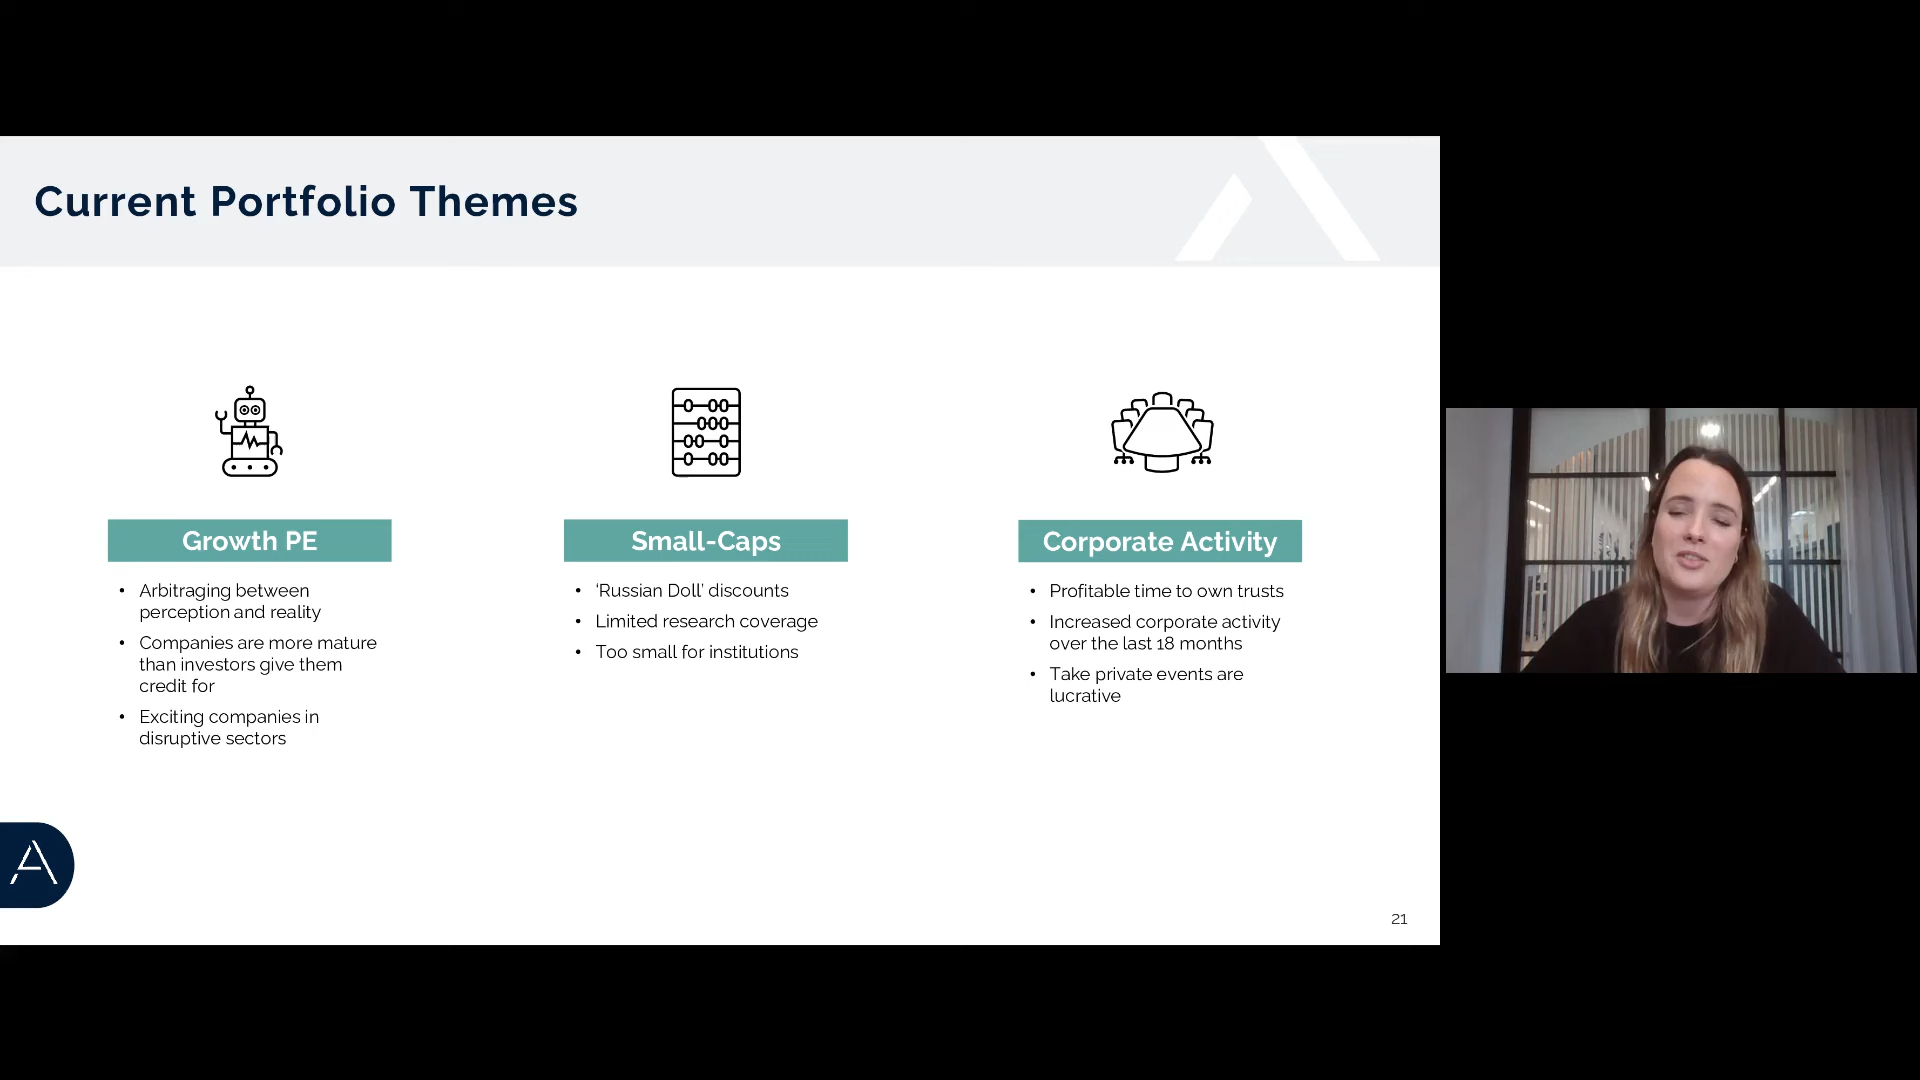 Current Portfolio Themes
Growth PE
• Arbitraging between
perception and reality
• Companies are more mature
than investors give them
credit for
• Exciting companies in
disruptive sectors
Small-Caps
• ‘Russian Doll’ discounts
• Limited research coverage
• Too small for institutions
Corporate Activity
• Profitable time to own trusts
• Increased corporate activity
over the last 18 months
• Take private events are
lucrative
21